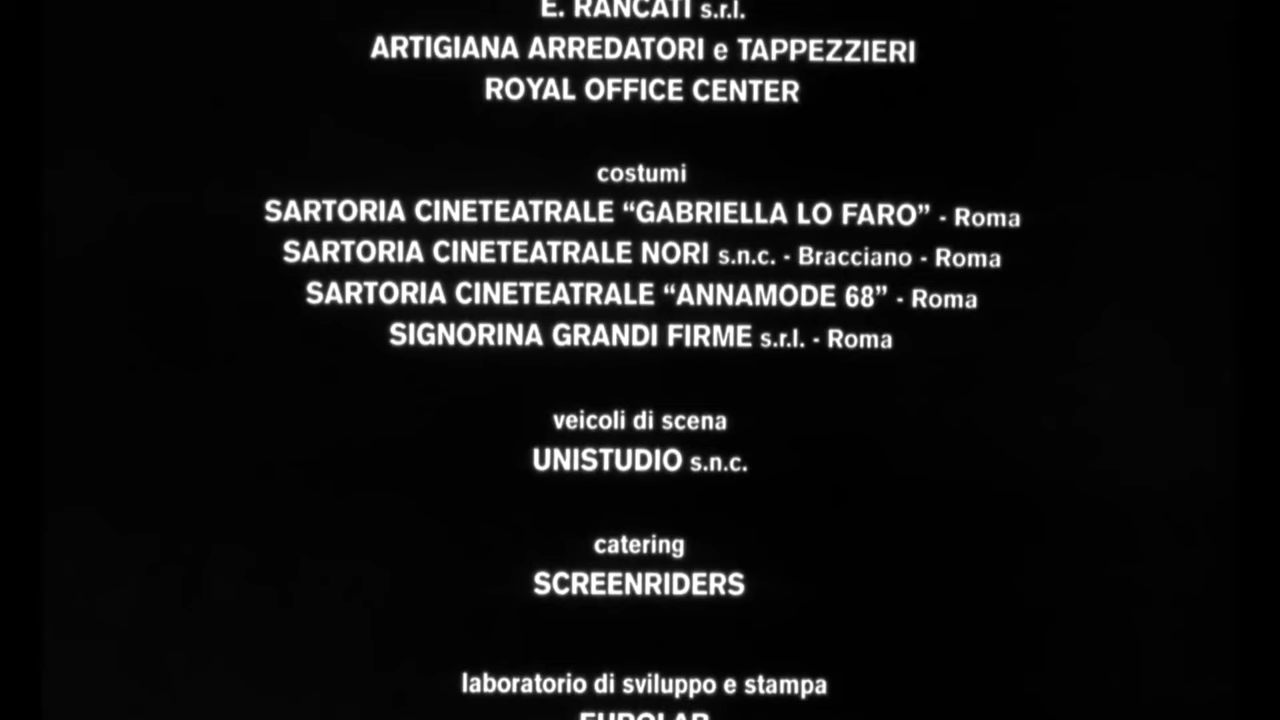 E. RANCATI s.r.l.
ARTIGIANA ARREDATORI e TAPPEZZIERI
ROYAL OFFICE CENTER
costumi
SARTORIA CINETEATRALE “GABRIELLA LO FARO” - Roma
SARTORIA CINETEATRALE NORI s.n.c. - Bracciano - Roma
SARTORIA CINETEATRALE “ANNAMODE 68” - Roma
SIGNORINA GRANDI FIRME s.r.l. - Roma
veicoli di scena
UNISTUDIO s.n.c.
catering
SCREENRIDERS
laboratorio di sviluppo e stampa